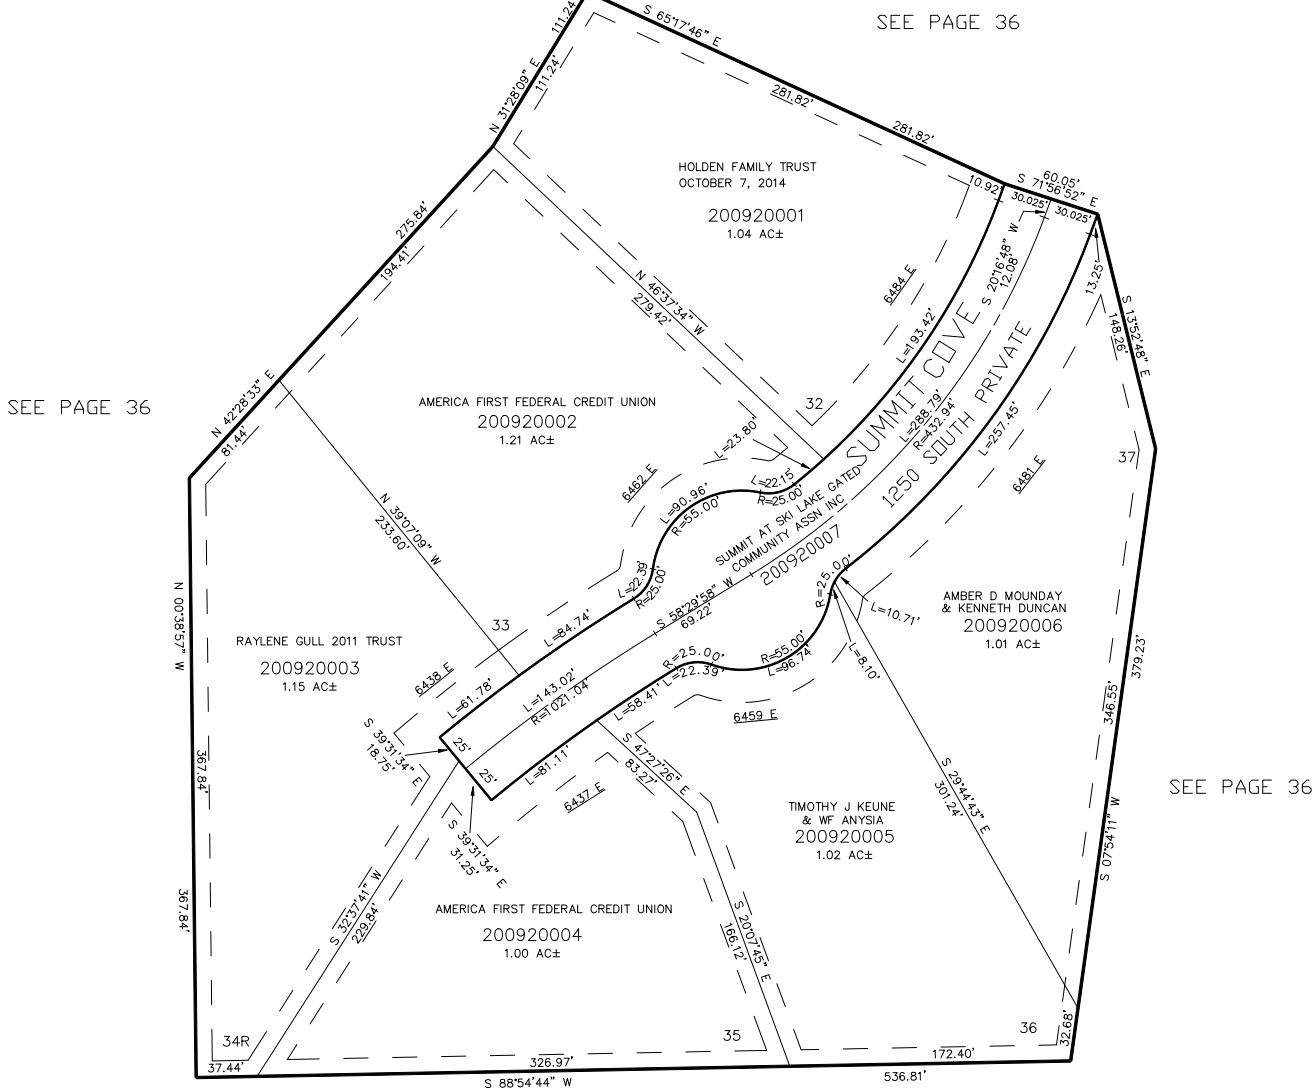 SEE PAGE 36
S 65°17'46" E
111.24'
N 31°28'09" E
111.24'
281.82'
281.82'
HOLDEN FAMILY TRUST
OCTOBER 7, 2014
200920001
1.04 AC±
10.92'
60.05'
S 71°56'52" E
30.025'
30.025'
S 20°16'48" W
12.08'
13.25'
S 13°52'48" E
148.26'
275.84'
194.41'
N 46°37'34" W
279.42'
6484 E
L=193.42'
SUMMIT COVE
L=288.79'
R=432.94'
1250 SOUTH PRIVATE
L=257.45'
6481 E
37
SEE PAGE 36
N 42°28'33" E
81.44'
AMERICA FIRST FEDERAL CREDIT UNION
200920002
1.21 AC±
32
L=23.80'
6462 E
L=90.96'
R=55.00'
L=22.15'
R=25.00'
SUMMIT AT SKI LAKE GATED
COMMUNITY ASSN INC
200920007
N 39°07'09" W
233.60'
L=22.39'
R=25.00'
S 58°29'58" W
69.22'
R=25.00'
L=10.71'
L=8.10'
AMBER D MOUNDAY
& KENNETH DUNCAN
200920006
1.01 AC±
N 00°38'57" W
33
L=84.74'
RAYLENE GULL 2011 TRUST
200920003
1.15 AC±
6438 E
L=61.78'
L=143.02'
R=1021.04'
R=25.00'
L=22.39'
R=55.00'
L=96.74'
L=58.41'
6459 E
379.23'
346.55'
S 39°31'34" E
18.75'
25'
25'
L=81.11'
S 47°27'26" E
83.27'
6437 E
S 29°44'43" E
301.24'
SEE PAGE 36
367.84'
S 39°31'34" E
31.25'
TIMOTHY J KEUNE
& WF ANYSIA
200920005
1.02 AC±
S 07°54'11" W
367.84'
S 32°37'41" W
229.84'
AMERICA FIRST FEDERAL CREDIT UNION
200920004
1.00 AC±
S 20°07'45" E
166.12'
34R
35
36
32.68'
37.44'
326.97'
172.40'
S 88°54'44" W
536.81'